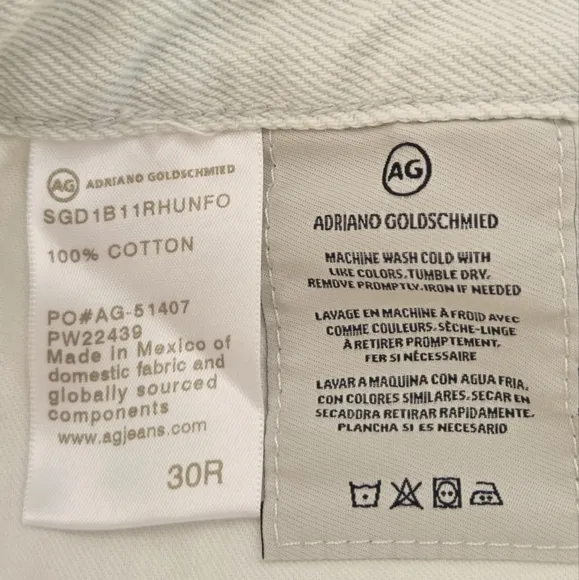 AG ADRIANO GOLDSCHMIED
SGD1B11RHUNFO
100% COTTON
PO#AG-51407
PW22439
Made in Mexico of
domestic fabric and
globally sourced
components
www.agjeans.com
30R
AG
ADRIANO GOLDSCHMIED
MACHINE WASH COLD WITH
LIKE COLORS. TUMBLE DRY.
REMOVE PROMPTLY. IRON IF NEEDED
LAVAGE EN MACHINE À FROID AVEC
COMME COULEURS. SÈCHE-LINGE
À RETIRER PROMPTEMENT.
FER SI NÉCESSAIRE
LAVAR A MAQUINA CON AGUA FRIA,
CON COLORES SIMILARES. SECAR EN
SECADORA RETIRAR RAPIDAMENTE.
PLANCHA SI ES NECESARIO